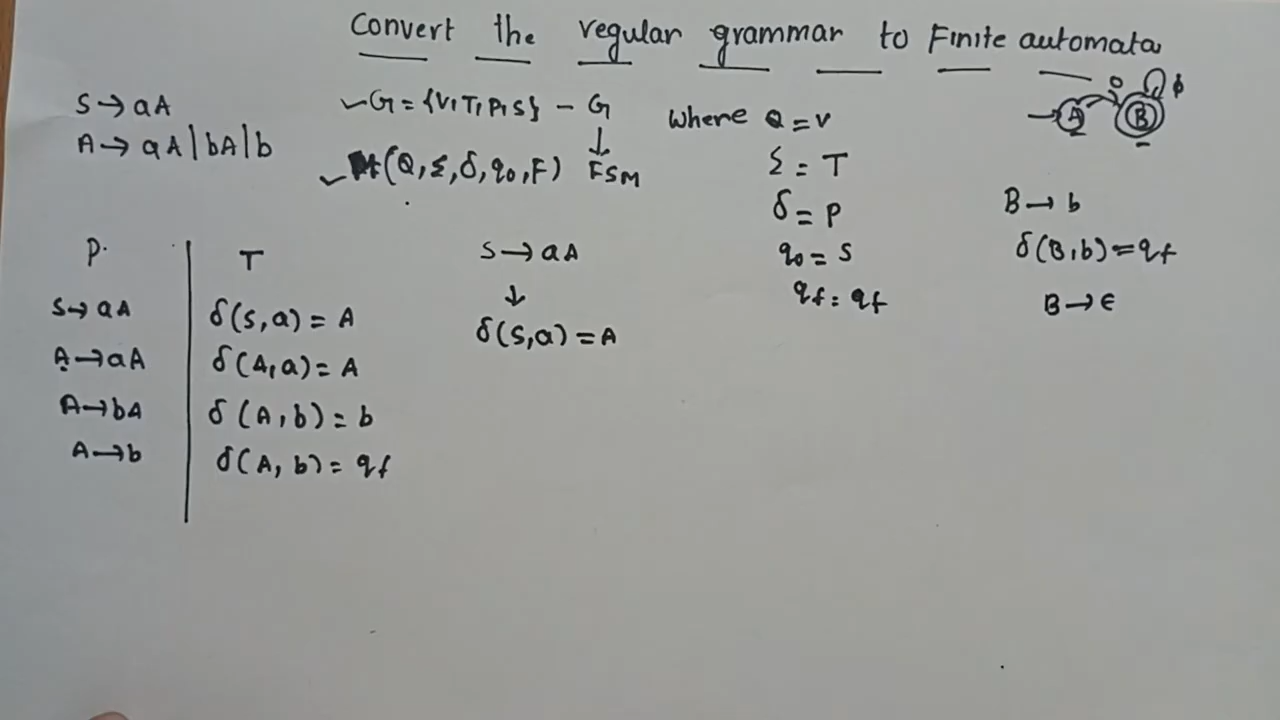 Convert the regular grammar to Finite automata
S → aA
A → aA | bA | b
G = {V, T, P, S} - G
↓
M (Q, Σ, δ, q0, F) FSM
where Q = V
Σ = T
δ = P
q0 = S
qf = qf
A B
B → b
δ(B, b) = qf
B → ε
P. T
S → aA δ(S, a) = A
A → aA δ(A, a) = A
A → bA δ(A, b) = b
A → b δ(A, b) = qf
S → aA
↓
δ(S, a) = A